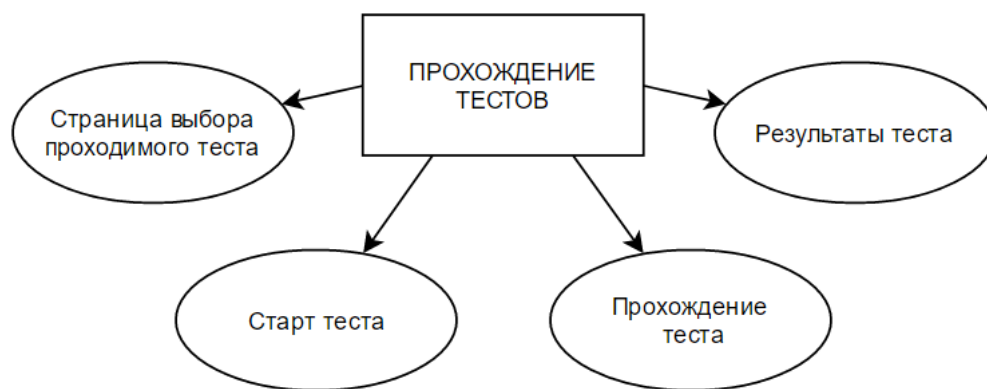 ПРОХОЖДЕНИЕ
ТЕСТОВ
Страница выбора
проходимого теста
Результаты теста
Старт теста
Прохождение
теста